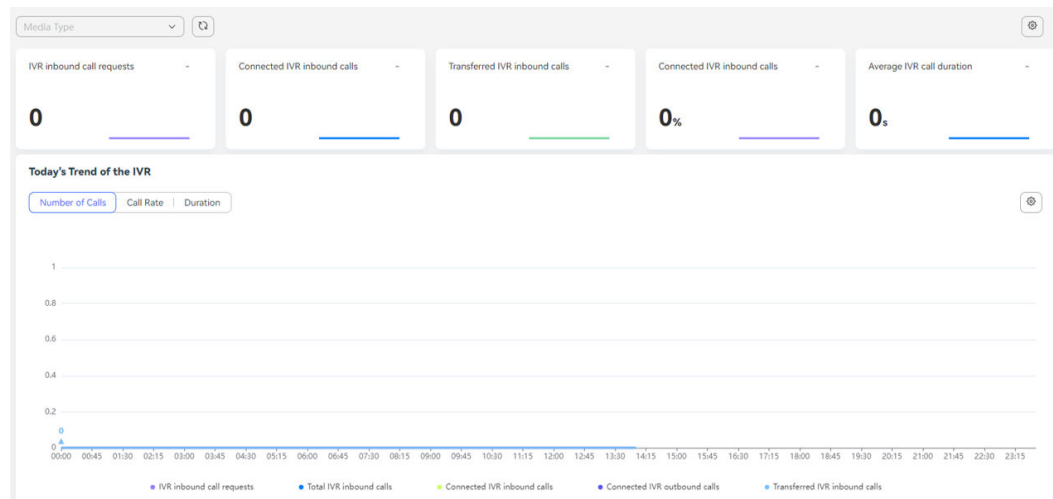 Media Type
IVR inbound call requests -
Connected IVR inbound calls -
Transferred IVR inbound calls -
Connected IVR inbound calls -
Average IVR call duration -
0
0
0
0%
0s
Today's Trend of the IVR
Number of Calls Call Rate Duration
1
0.8
0.6
0.4
0.2
0
0
00:00 00:45 01:30 02:15 03:00 03:45 04:30 05:15 06:00 06:45 07:30 08:15 09:00 09:45 10:30 11:15 12:00 12:45 13:30 14:15 15:00 15:45 16:30 17:15 18:00 18:45 19:30 20:15 21:00 21:45 22:30 23:15
IVR inbound call requests Total IVR inbound calls Connected IVR inbound calls Connected IVR outbound calls Transferred IVR inbound calls